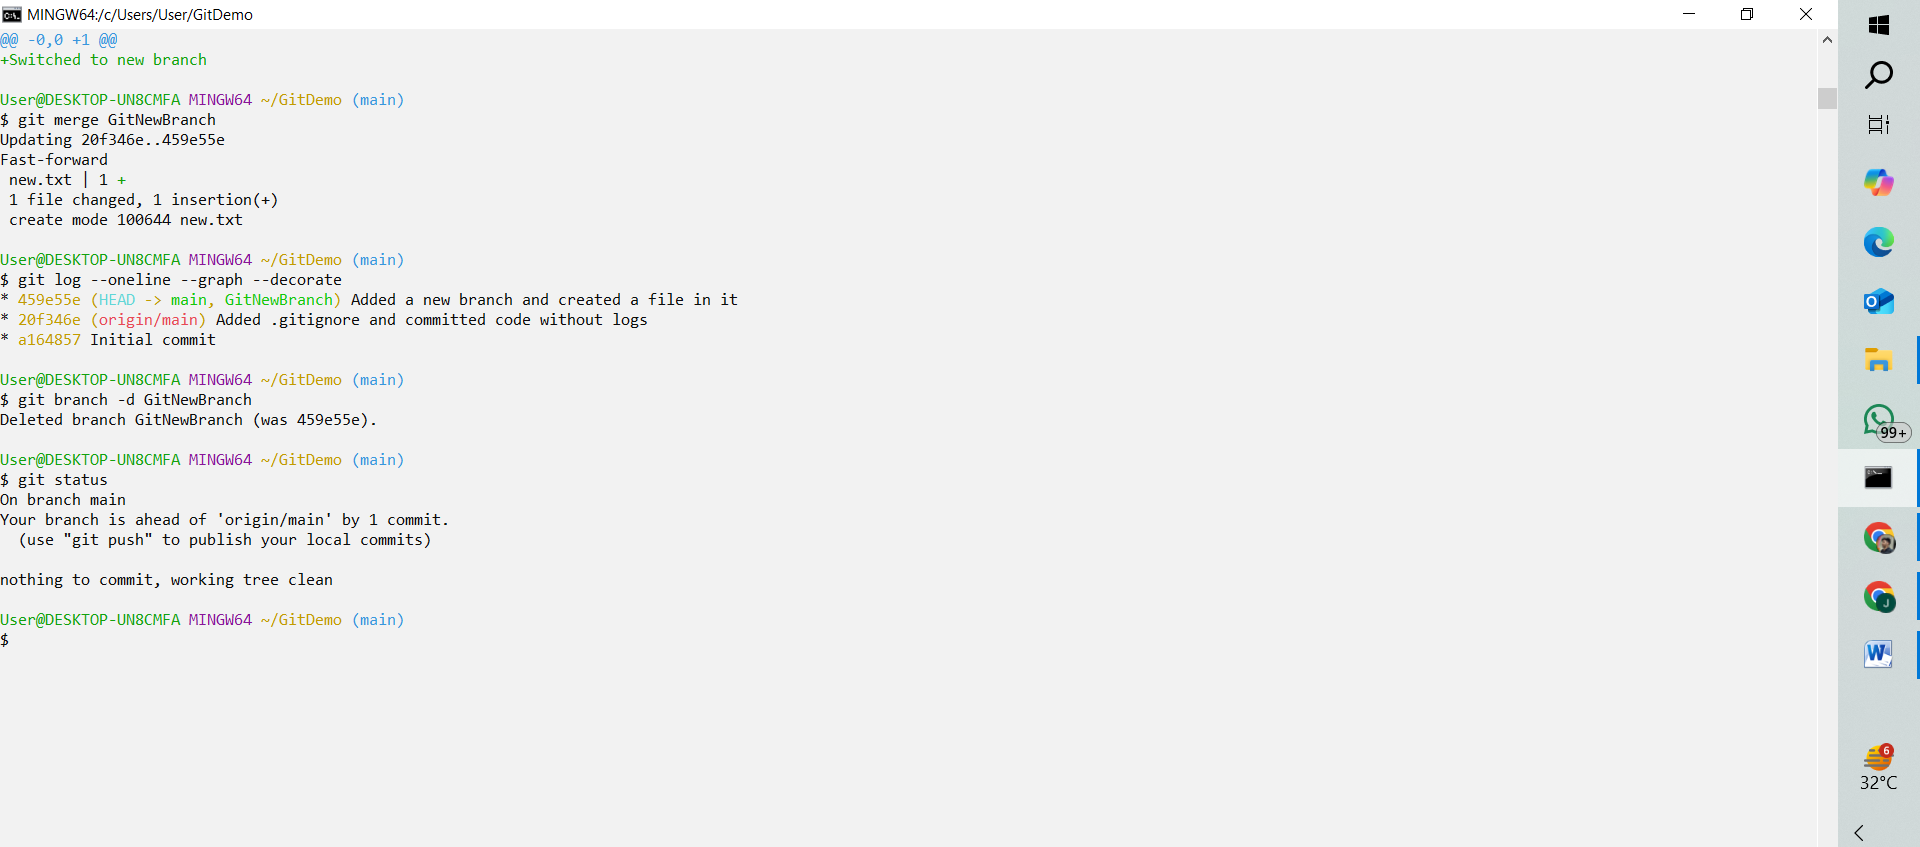 MINGW64:/c/Users/User/GitDemo
@@ -0,0 +1 @@
+Switched to new branch
User@DESKTOP-UN8CMFA MINGW64 ~/GitDemo (main)
$ git merge GitNewBranch
Updating 20f346e..459e55e
Fast-forward
 new.txt | 1 +
 1 file changed, 1 insertion(+)
 create mode 100644 new.txt
User@DESKTOP-UN8CMFA MINGW64 ~/GitDemo (main)
$ git log --oneline --graph --decorate
* 459e55e (HEAD -> main, GitNewBranch) Added a new branch and created a file in it
* 20f346e (origin/main) Added .gitignore and committed code without logs
* a164857 Initial commit
User@DESKTOP-UN8CMFA MINGW64 ~/GitDemo (main)
$ git branch -d GitNewBranch
Deleted branch GitNewBranch (was 459e55e).
User@DESKTOP-UN8CMFA MINGW64 ~/GitDemo (main)
$ git status
On branch main
Your branch is ahead of 'origin/main' by 1 commit.
  (use "git push" to publish your local commits)
nothing to commit, working tree clean
User@DESKTOP-UN8CMFA MINGW64 ~/GitDemo (main)
$
99+
J
W
6
32°C